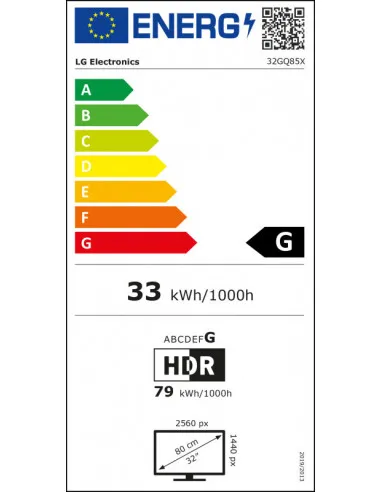 ENERG
LG Electronics 32GQ85X
A
B
C
D
E
F
G
G
33 kWh/1000h
ABCDEFG
HDR
79 kWh/1000h
2560 px
1440 px
80 cm
32"
2019/2013